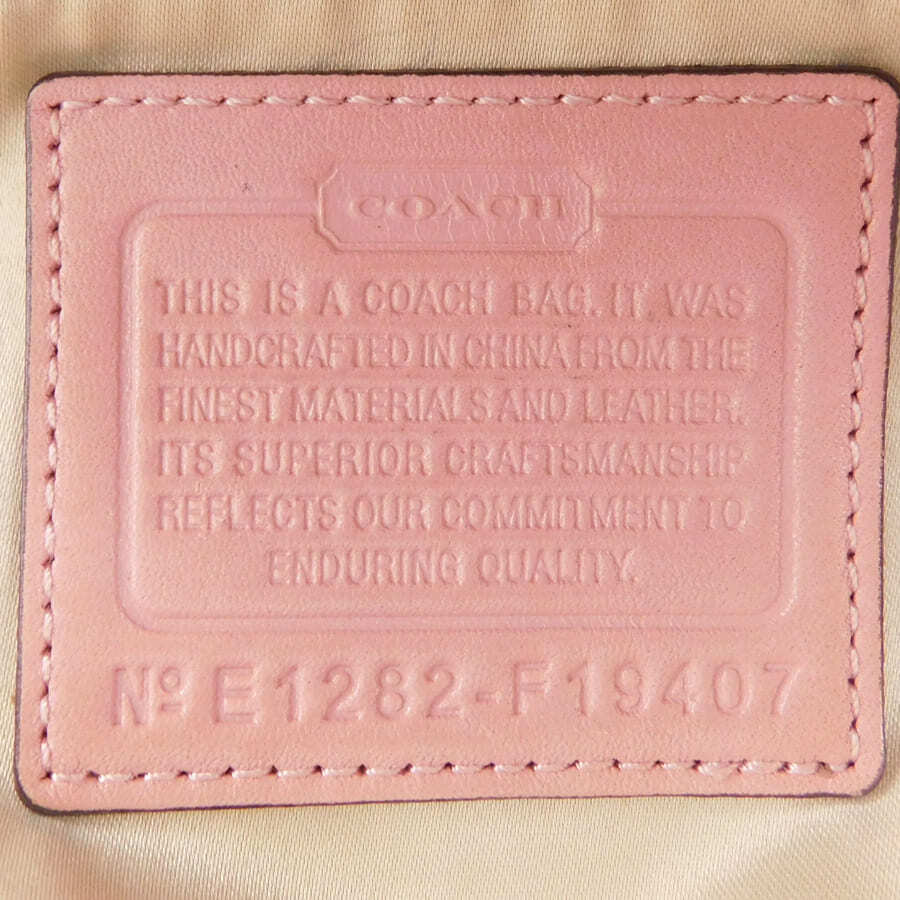 COACH
THIS IS A COACH BAG. IT WAS
HANDCRAFTED IN CHINA FROM THE
FINEST MATERIALS AND LEATHER.
ITS SUPERIOR CRAFTSMANSHIP
REFLECTS OUR COMMITMENT TO
ENDURING QUALITY.
Nº E1282-F19407